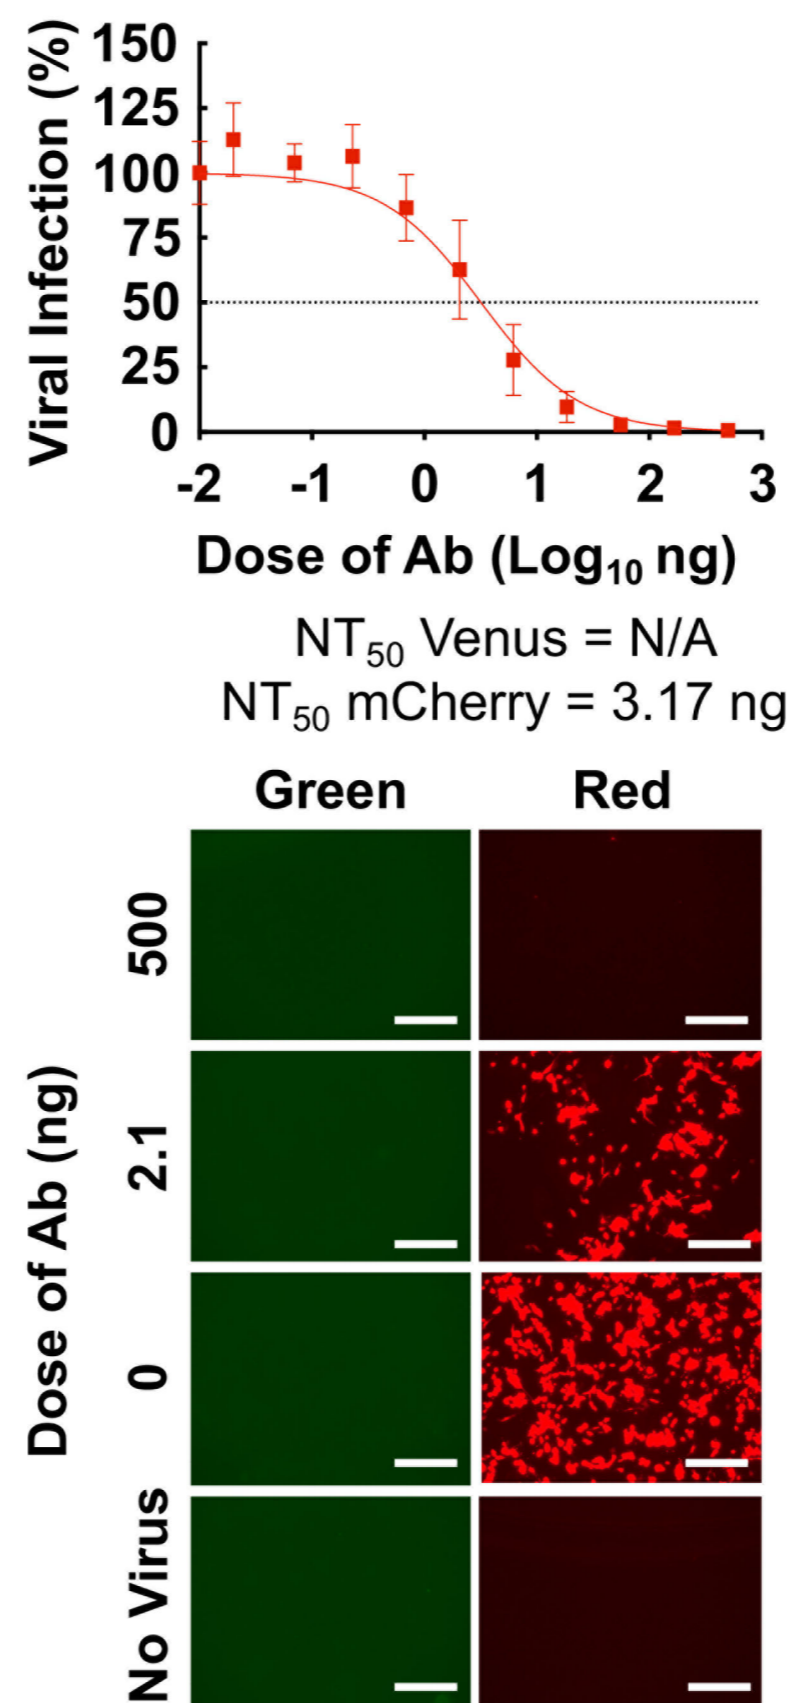 Viral Infection (%)
150
125
100
75
50
25
0
-2 -1 0 1 2 3
Dose of Ab (Log₁₀ ng)
NT₅₀ Venus = N/A
NT₅₀ mCherry = 3.17 ng
Green Red
Dose of Ab (ng)
500
2.1
0
No Virus